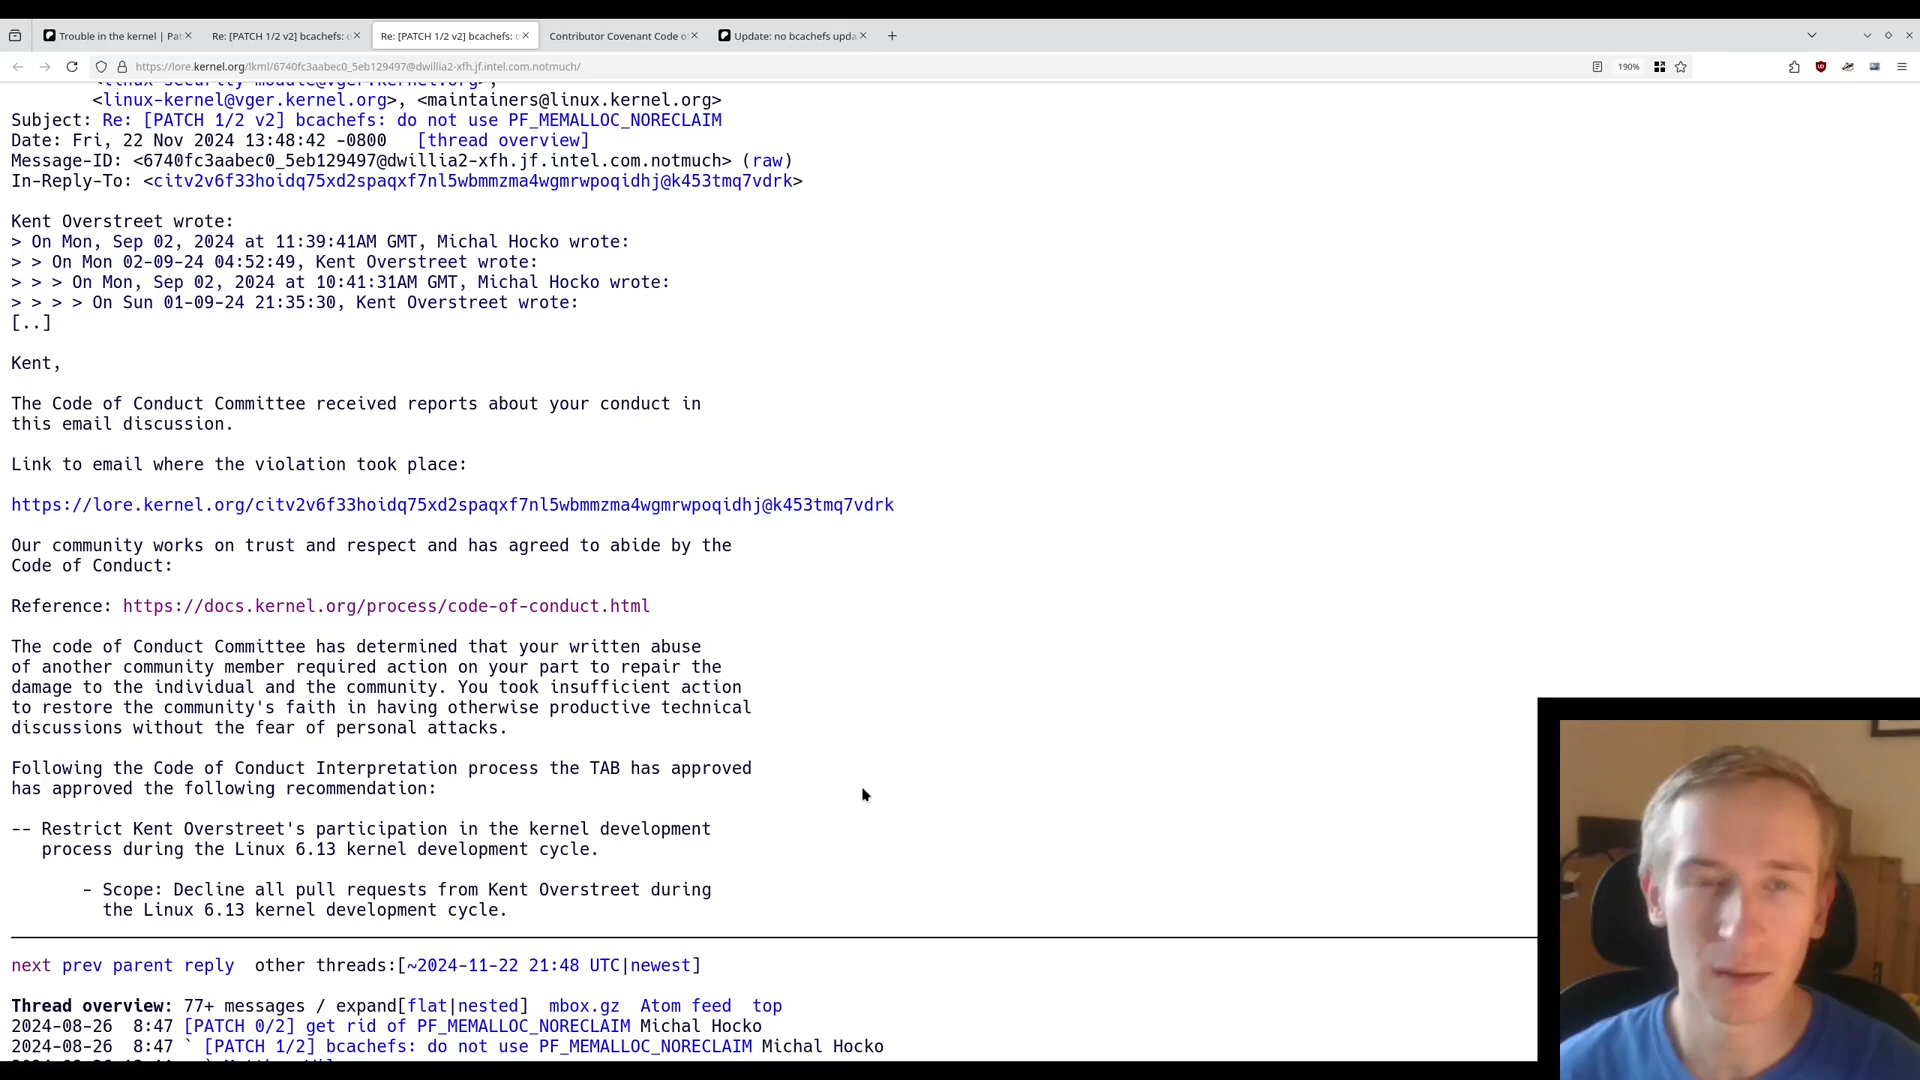 Trouble in the kernel | Pat
Re: [PATCH 1/2 v2] bcachefs: d
Re: [PATCH 1/2 v2] bcachefs: d
Contributor Covenant Code o
Update: no bcachefs upda
https://lore.kernel.org/lkml/6740fc3aabec0_5eb129497@dwillia2-xfh.jf.intel.com.notmuch/
190%
<linux-security-module@vger.kernel.org>,
<linux-kernel@vger.kernel.org>, <maintainers@linux.kernel.org>
Subject: Re: [PATCH 1/2 v2] bcachefs: do not use PF_MEMALLOC_NORECLAIM
Date: Fri, 22 Nov 2024 13:48:42 -0800 [thread overview]
Message-ID: <6740fc3aabec0_5eb129497@dwillia2-xfh.jf.intel.com.notmuch> (raw)
In-Reply-To: <citv2v6f33hoidq75xd2spaqxf7nl5wbmmzma4wgmrwpoqidhj@k453tmq7vdrk>
Kent Overstreet wrote:
> On Mon, Sep 02, 2024 at 11:39:41AM GMT, Michal Hocko wrote:
> > On Mon 02-09-24 04:52:49, Kent Overstreet wrote:
> > > On Mon, Sep 02, 2024 at 10:41:31AM GMT, Michal Hocko wrote:
> > > > On Sun 01-09-24 21:35:30, Kent Overstreet wrote:
[..]
Kent,
The Code of Conduct Committee received reports about your conduct in
this email discussion.
Link to email where the violation took place:
https://lore.kernel.org/citv2v6f33hoidq75xd2spaqxf7nl5wbmmzma4wgmrwpoqidhj@k453tmq7vdrk
Our community works on trust and respect and has agreed to abide by the
Code of Conduct:
Reference: https://docs.kernel.org/process/code-of-conduct.html
The code of Conduct Committee has determined that your written abuse
of another community member required action on your part to repair the
damage to the individual and the community. You took insufficient action
to restore the community's faith in having otherwise productive technical
discussions without the fear of personal attacks.
Following the Code of Conduct Interpretation process the TAB has approved
has approved the following recommendation:
-- Restrict Kent Overstreet's participation in the kernel development
process during the Linux 6.13 kernel development cycle.
- Scope: Decline all pull requests from Kent Overstreet during
the Linux 6.13 kernel development cycle.
next prev parent reply other threads:[~2024-11-22 21:48 UTC|newest]
Thread overview: 77+ messages / expand[flat|nested] mbox.gz Atom feed top
2024-08-26 8:47 [PATCH 0/2] get rid of PF_MEMALLOC_NORECLAIM Michal Hocko
2024-08-26 8:47 ` [PATCH 1/2] bcachefs: do not use PF_MEMALLOC_NORECLAIM Michal Hocko